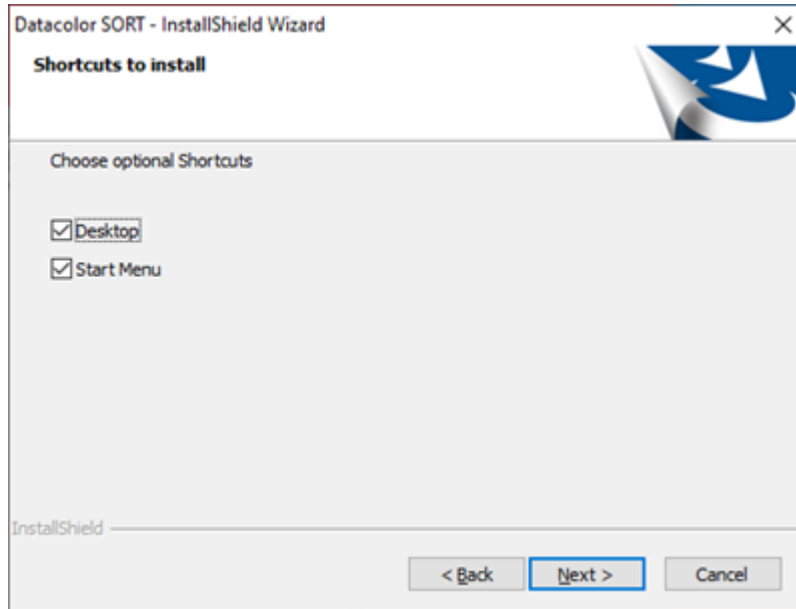 Datacolor SORT - InstallShield Wizard
Shortcuts to install
Choose optional Shortcuts
Desktop
Start Menu
InstallShield
< Back
Next >
Cancel